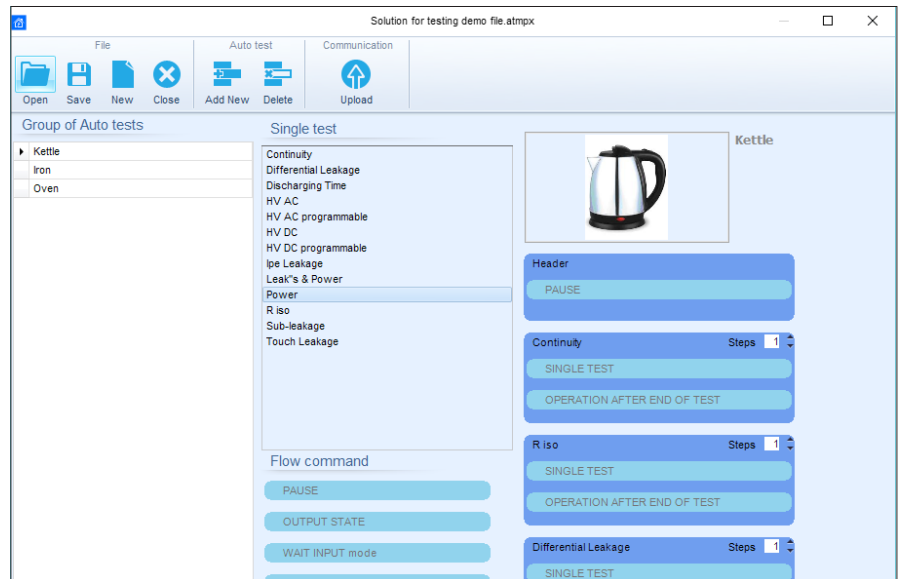 Solution for testing demo file.atmpx
File
Auto test
Communication
Open
Save
New
Close
Add New
Delete
Upload
Group of Auto tests
Kettle
Iron
Oven
Single test
Continuity
Differential Leakage
Discharging Time
HV AC
HV AC programmable
HV DC
HV DC programmable
Ipe Leakage
Leak"s & Power
Power
R iso
Sub-leakage
Touch Leakage
Flow command
PAUSE
OUTPUT STATE
WAIT INPUT mode
Kettle
Header
PAUSE
Continuity Steps 1
SINGLE TEST
OPERATION AFTER END OF TEST
R iso Steps 1
SINGLE TEST
OPERATION AFTER END OF TEST
Differential Leakage Steps 1
SINGLE TEST